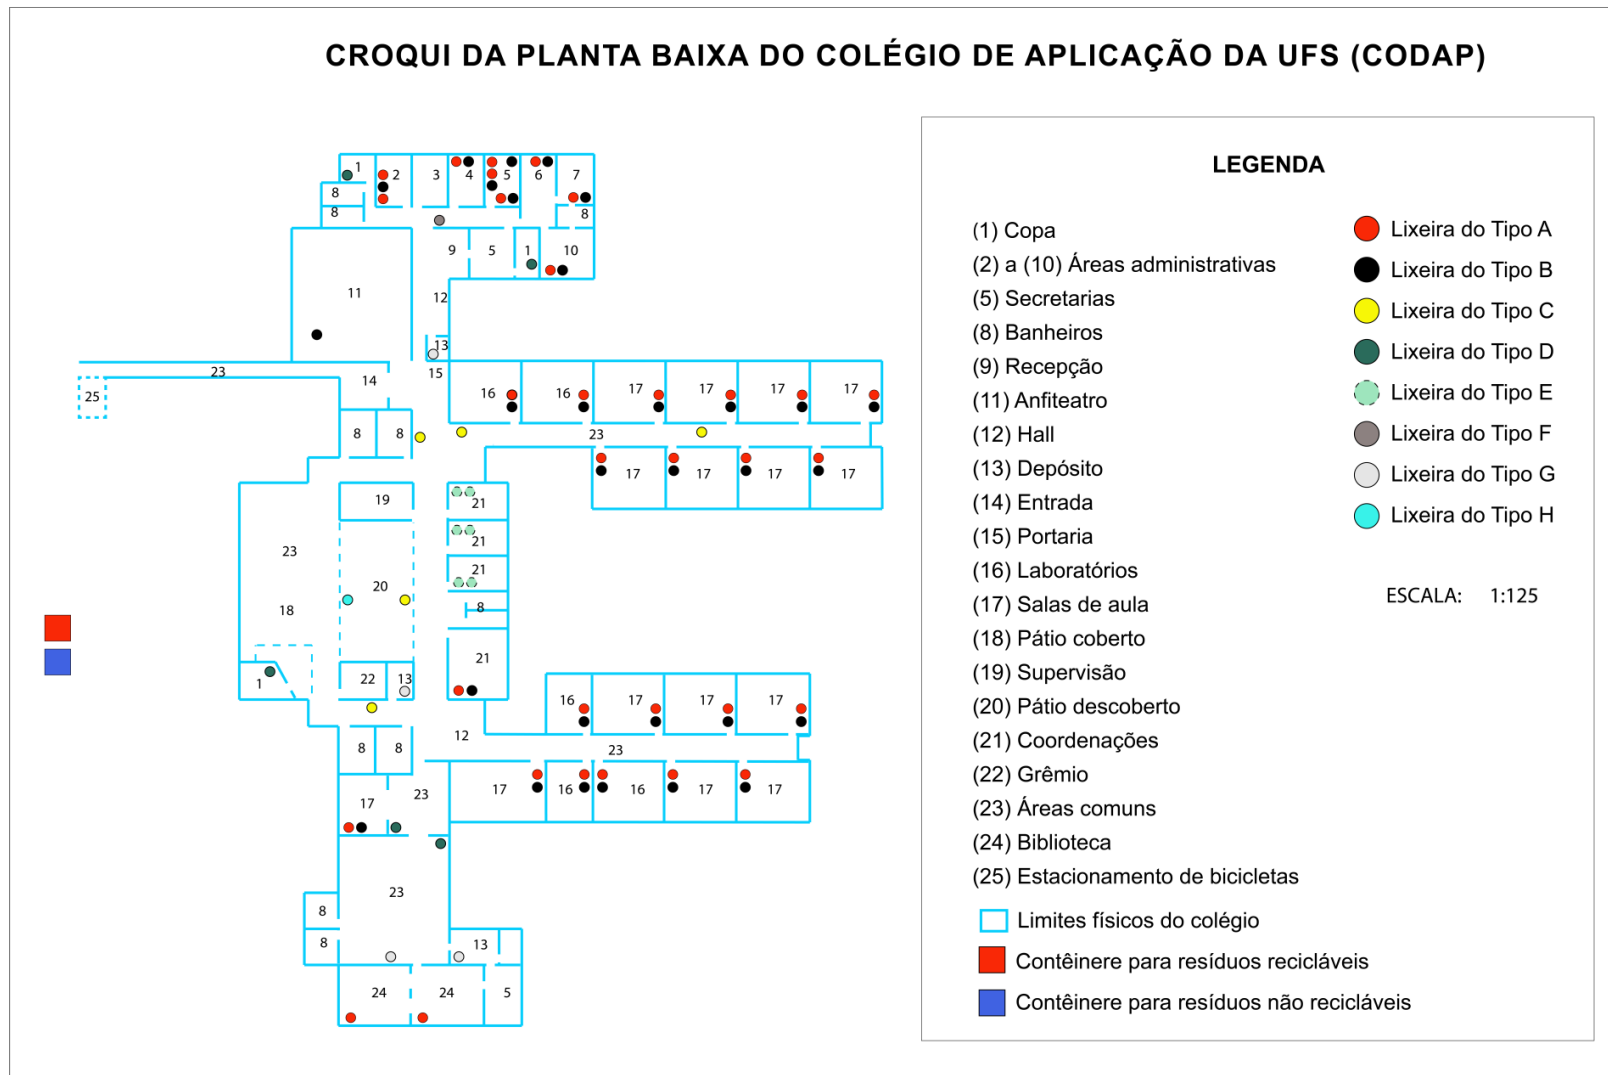 CROQUI DA PLANTA BAIXA DO COLÉGIO DE APLICAÇÃO DA UFS (CODAP)
1 2 3 4 5 6 7
8
8 8
9 5 1 10
11 12
13
23 14 15
25
16 16 17 17 17 17
8 8 23
17 17 17 17
19 21
23 21
20 21
18 8
21
1 22 13
16 17 17 17
12
8 8 23
17 23 17 16 16 17 17
23
8
8 13
24 24 5
LEGENDA
(1) Copa
(2) a (10) Áreas administrativas
(5) Secretarias
(8) Banheiros
(9) Recepção
(11) Anfiteatro
(12) Hall
(13) Depósito
(14) Entrada
(15) Portaria
(16) Laboratórios
(17) Salas de aula
(18) Pátio coberto
(19) Supervisão
(20) Pátio descoberto
(21) Coordenações
(22) Grêmio
(23) Áreas comuns
(24) Biblioteca
(25) Estacionamento de bicicletas
Limites físicos do colégio
Contêinere para resíduos recicláveis
Contêinere para resíduos não recicláveis
Lixeira do Tipo A
Lixeira do Tipo B
Lixeira do Tipo C
Lixeira do Tipo D
Lixeira do Tipo E
Lixeira do Tipo F
Lixeira do Tipo G
Lixeira do Tipo H
ESCALA: 1:125